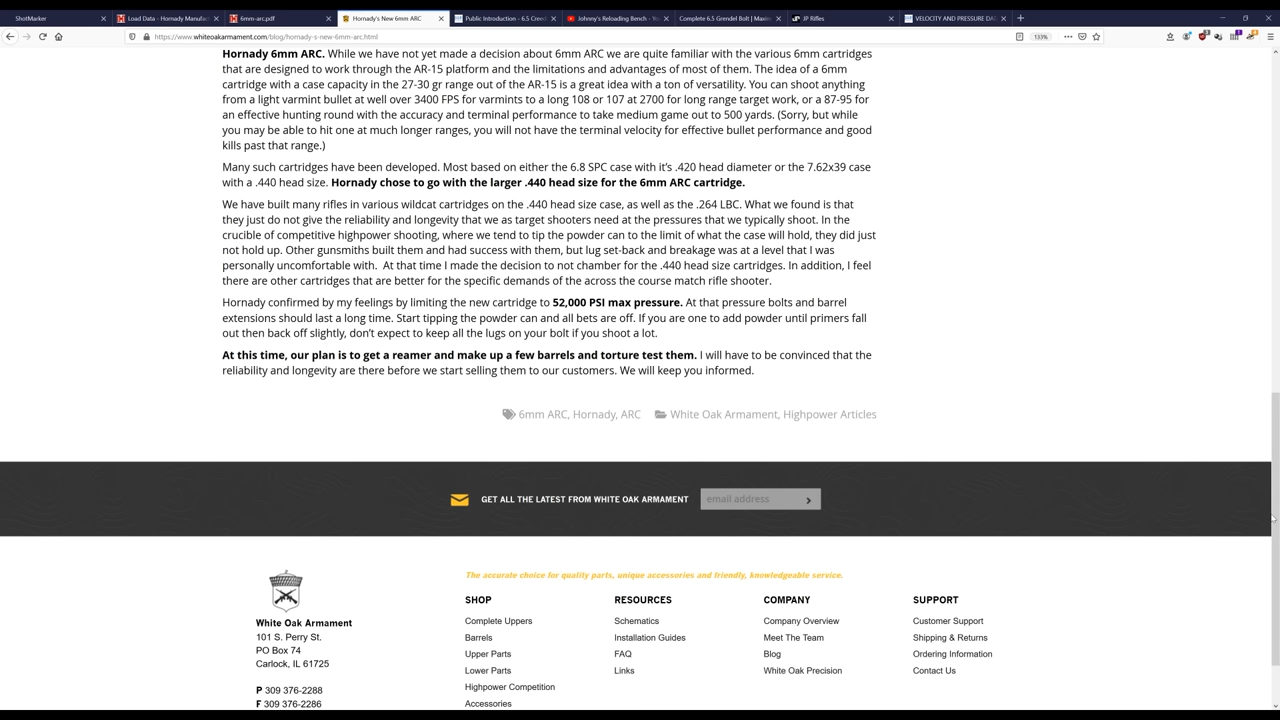 ShotMarker
Load Data - Hornady Manufac
6mm-arc.pdf
Hornady's New 6mm ARC
Public Introduction - 6.5 Creed
Johnny's Reloading Bench - Yo
Complete 6.5 Grendel Bolt | Maxim
JP Rifles
VELOCITY AND PRESSURE DA
https://www.whiteoakarmament.com/blog/hornady-s-new-6mm-arc.html
133%
Hornady 6mm ARC. While we have not yet made a decision about 6mm ARC we are quite familiar with the various 6mm cartridges
that are designed to work through the AR-15 platform and the limitations and advantages of most of them. The idea of a 6mm
cartridge with a case capacity in the 27-30 gr range out of the AR-15 is a great idea with a ton of versatility. You can shoot anything
from a light varmint bullet at well over 3400 FPS for varmints to a long 108 or 107 at 2700 for long range target work, or a 87-95 for
an effective hunting round with the accuracy and terminal performance to take medium game out to 500 yards. (Sorry, but while
you may be able to hit one at much longer ranges, you will not have the terminal velocity for effective bullet performance and good
kills past that range.)
Many such cartridges have been developed. Most based on either the 6.8 SPC case with it's .420 head diameter or the 7.62x39 case
with a .440 head size. Hornady chose to go with the larger .440 head size for the 6mm ARC cartridge.
We have built many rifles in various wildcat cartridges on the .440 head size case, as well as the .264 LBC. What we found is that
they just do not give the reliability and longevity that we as target shooters need at the pressures that we typically shoot. In the
crucible of competitive highpower shooting, where we tend to tip the powder can to the limit of what the case will hold, they did just
not hold up. Other gunsmiths built them and had success with them, but lug set-back and breakage was at a level that I was
personally uncomfortable with. At that time I made the decision to not chamber for the .440 head size cartridges. In addition, I feel
there are other cartridges that are better for the specific demands of the across the course match rifle shooter.
Hornady confirmed by my feelings by limiting the new cartridge to 52,000 PSI max pressure. At that pressure bolts and barrel
extensions should last a long time. Start tipping the powder can and all bets are off. If you are one to add powder until primers fall
out then back off slightly, don't expect to keep all the lugs on your bolt if you shoot a lot.
At this time, our plan is to get a reamer and make up a few barrels and torture test them. I will have to be convinced that the
reliability and longevity are there before we start selling them to our customers. We will keep you informed.
6mm ARC, Hornady, ARC White Oak Armament, Highpower Articles
GET ALL THE LATEST FROM WHITE OAK ARMAMENT email address
The accurate choice for quality parts, unique accessories and friendly, knowledgeable service.
White Oak Armament
101 S. Perry St.
PO Box 74
Carlock, IL 61725
P 309 376-2288
F 309 376-2286
SHOP
Complete Uppers
Barrels
Upper Parts
Lower Parts
Highpower Competition
Accessories
RESOURCES
Schematics
Installation Guides
FAQ
Links
COMPANY
Company Overview
Meet The Team
Blog
White Oak Precision
SUPPORT
Customer Support
Shipping & Returns
Ordering Information
Contact Us